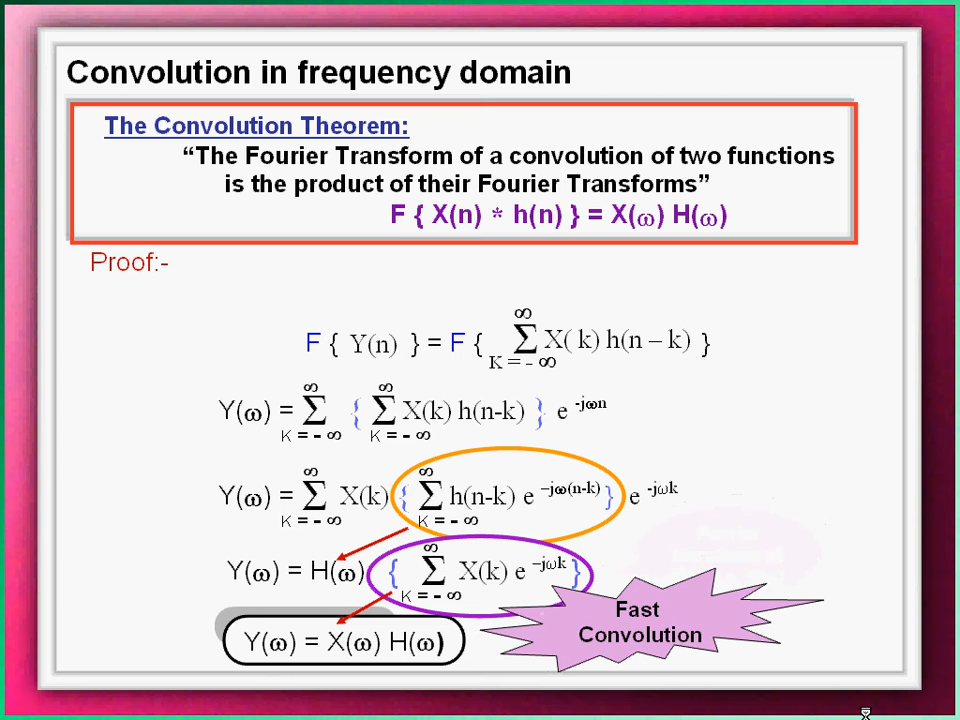 Convolution in frequency domain
The Convolution Theorem:
“The Fourier Transform of a convolution of two functions
is the product of their Fourier Transforms”
F { X(n) * h(n) } = X(ω) H(ω)
Proof:-
F { Y(n) } = F { ∞ Σ K = - ∞ X( k) h(n – k) }
Y(ω) = ∞ Σ K = - ∞ { ∞ Σ K = - ∞ X(k) h(n-k) } e -jωn
Y(ω) = ∞ Σ K = - ∞ X(k) { ∞ Σ K = - ∞ h(n-k) e –jω(n-k) } e -jωk
Y(ω) = H(ω) { ∞ Σ K = - ∞ X(k) e –jωk }
Y(ω) = X(ω) H(ω)
Fast
Convolution